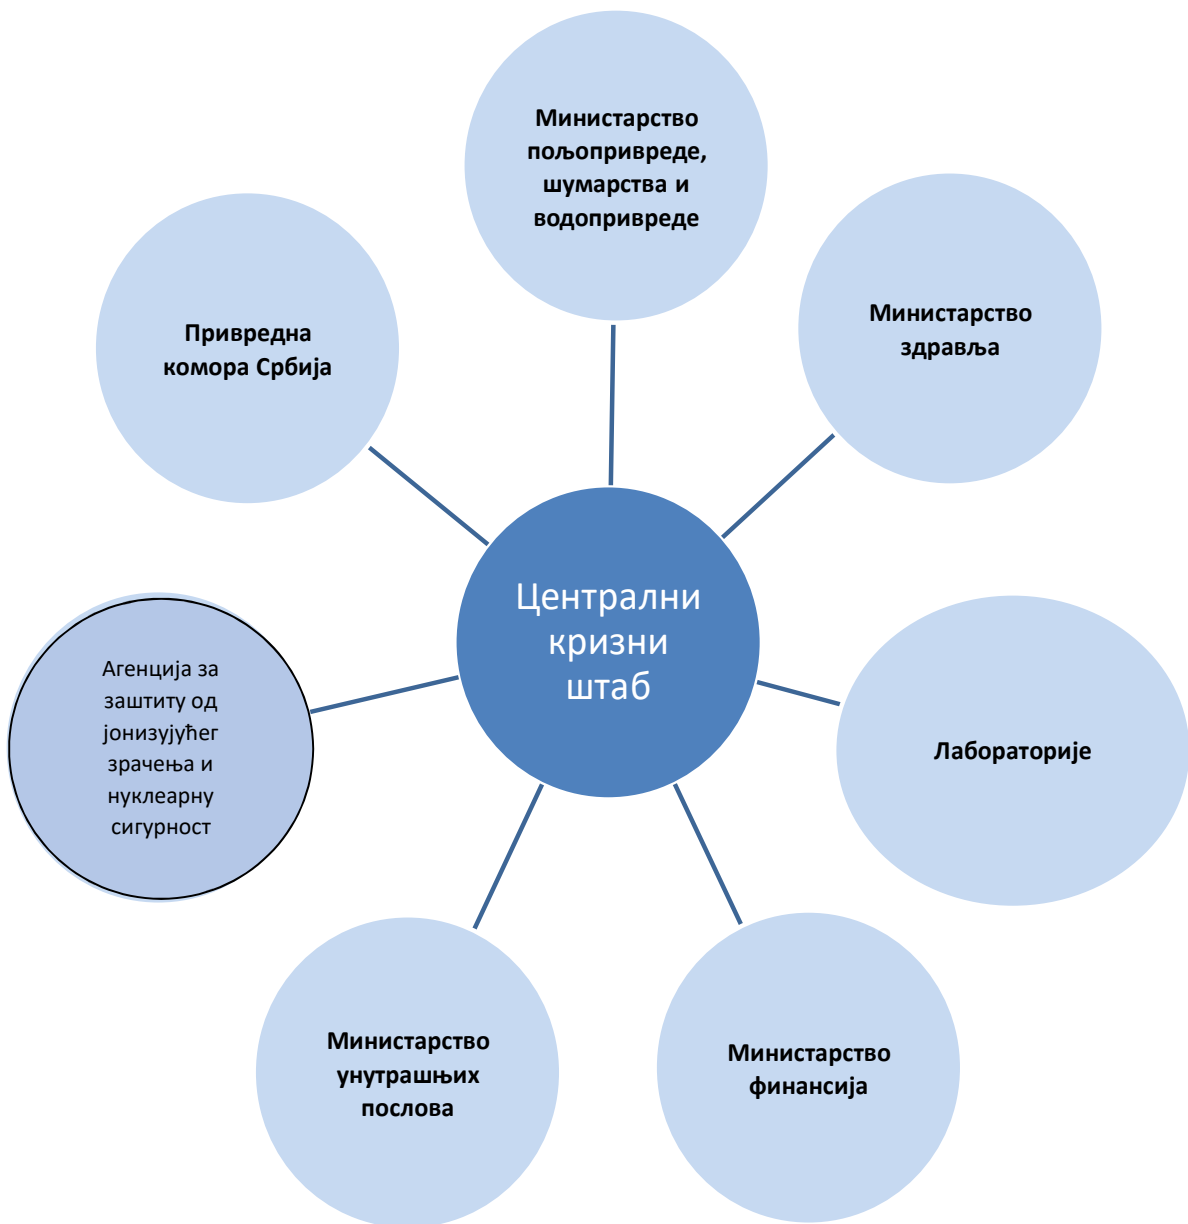 Министарство
пољопривреде,
шумарства и
водопривреде
Министарство
здравља
Привредна
комора Србија
Централни
кризни
штаб
Агенција за
заштиту од
јонизујућег
зрачења и
нуклеарну
сигурност
Лабораторије
Министарство
унутрашњих
послова
Министарство
финансија